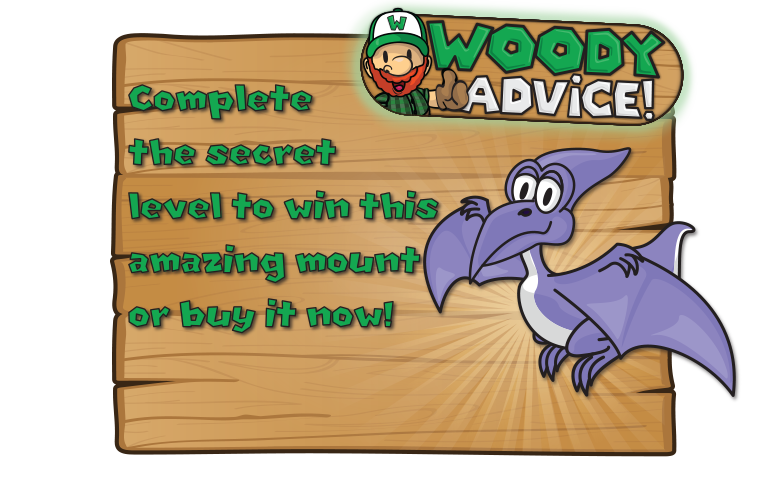 W
WOODY
ADViCE!
Complete
the secret
level to win this
amazing mount
or buy it now!